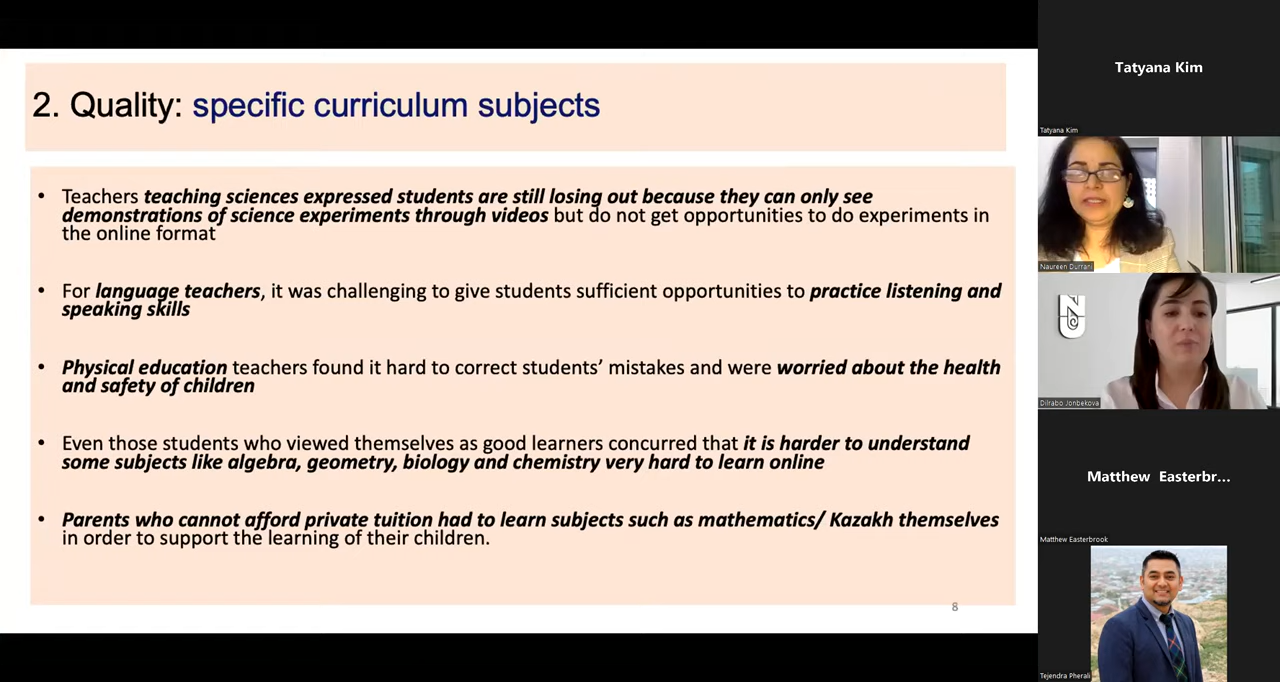 2. Quality: specific curriculum subjects
• Teachers teaching sciences expressed students are still losing out because they can only see
demonstrations of science experiments through videos but do not get opportunities to do experiments in
the online format
• For language teachers, it was challenging to give students sufficient opportunities to practice listening and
speaking skills
• Physical education teachers found it hard to correct students’ mistakes and were worried about the health
and safety of children
• Even those students who viewed themselves as good learners concurred that it is harder to understand
some subjects like algebra, geometry, biology and chemistry very hard to learn online
• Parents who cannot afford private tuition had to learn subjects such as mathematics/ Kazakh themselves
in order to support the learning of their children.
8
Tatyana Kim
Tatyana Kim
Naureen Durrani
Dilrabo Jonbekova
Matthew Easterbr...
Matthew Easterbrook
Tejendra Pherali